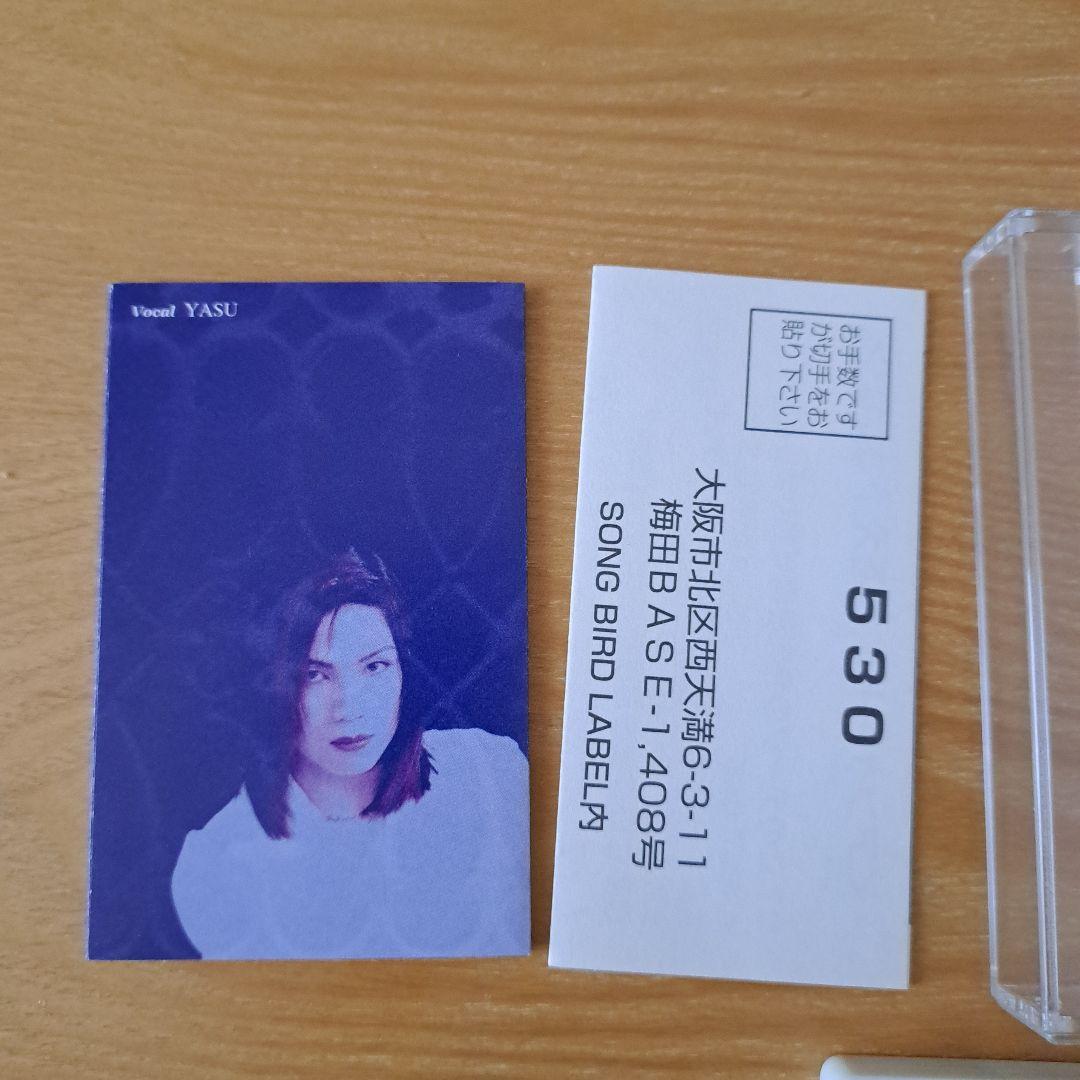 Vocal YASU
お手数です
が切手をお
貼り下さい
530
大阪市北区西天満6-3-11
梅田BASE-1,408号
SONG BIRD LABEL内